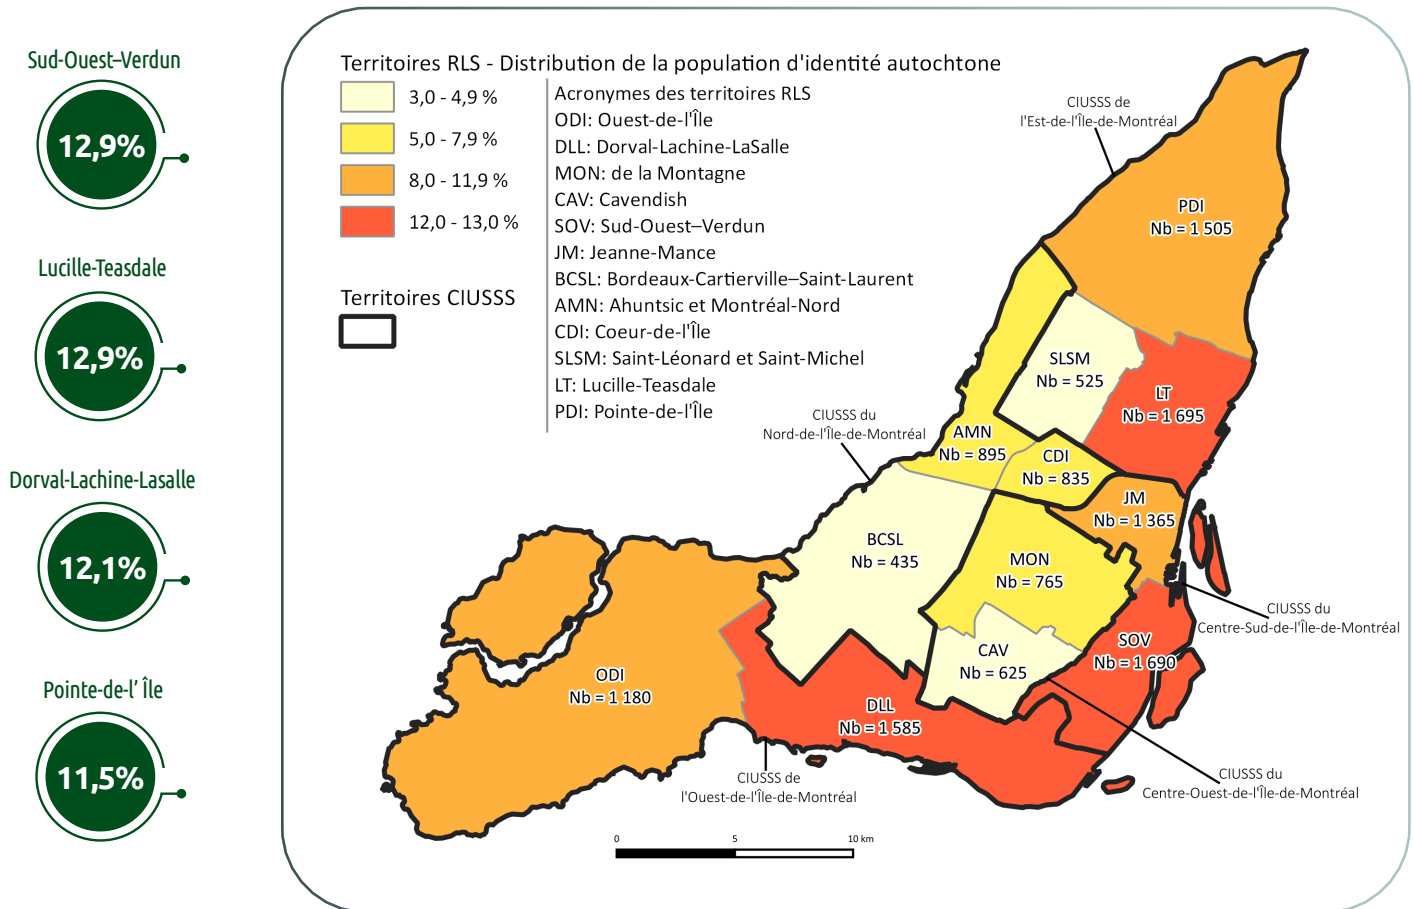 Sud-Ouest–Verdun
12,9%
Lucille-Teasdale
12,9%
Dorval-Lachine-Lasalle
12,1%
Pointe-de-l’ Île
11,5%
Territoires RLS - Distribution de la population d'identité autochtone
3,0 - 4,9 %
5,0 - 7,9 %
8,0 - 11,9 %
12,0 - 13,0 %
Territoires CIUSSS
Acronymes des territoires RLS
ODI: Ouest-de-l'Île
DLL: Dorval-Lachine-LaSalle
MON: de la Montagne
CAV: Cavendish
SOV: Sud-Ouest–Verdun
JM: Jeanne-Mance
BCSL: Bordeaux-Cartierville–Saint-Laurent
AMN: Ahuntsic et Montréal-Nord
CDI: Coeur-de-l'Île
SLSM: Saint-Léonard et Saint-Michel
LT: Lucille-Teasdale
PDI: Pointe-de-l'Île
CIUSSS de
l'Est-de-l'Île-de-Montréal
PDI
Nb = 1 505
SLSM
Nb = 525
LT
Nb = 1 695
CIUSSS du
Nord-de-l'Île-de-Montréal
AMN
Nb = 895
CDI
Nb = 835
JM
Nb = 1 365
BCSL
Nb = 435
MON
Nb = 765
CIUSSS du
Centre-Sud-de-l'Île-de-Montréal
SOV
Nb = 1 690
CAV
Nb = 625
ODI
Nb = 1 180
DLL
Nb = 1 585
CIUSSS de
l'Ouest-de-l'Île-de-Montréal
CIUSSS du
Centre-Ouest-de-l'Île-de-Montréal
0 5 10 km